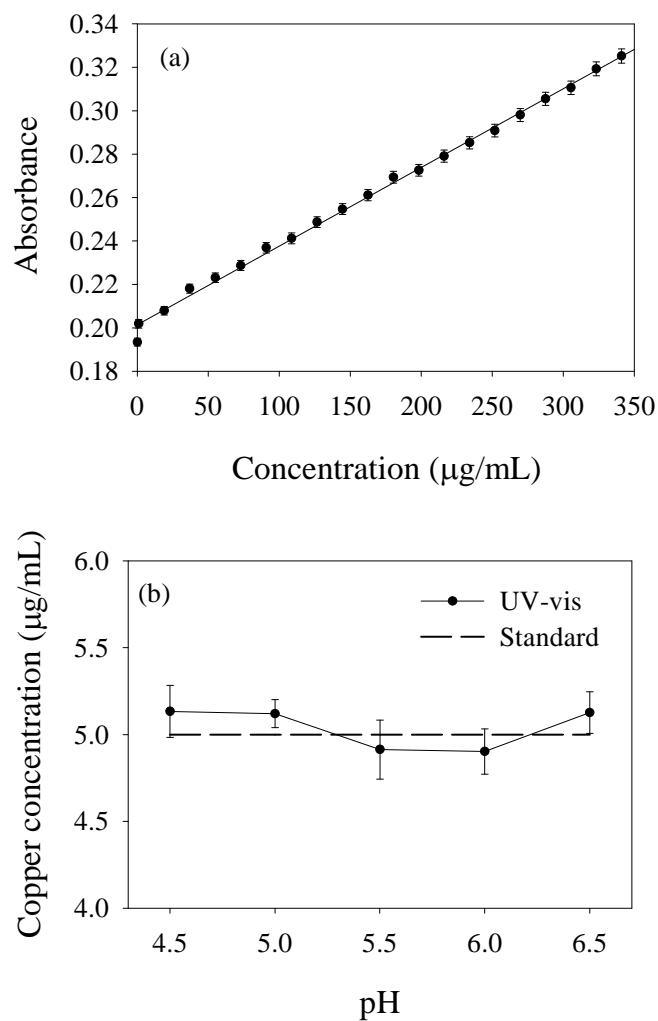 0.34
(a)
0.32
0.30
0.28
0.26
0.24
0.22
0.20
0.18
Absorbance
0 50 100 150 200 250 300 350
Concentration (μg/mL)
6.0
(b)
UV-vis
Standard
5.5
5.0
4.5
4.0
Copper concentration (μg/mL)
4.5 5.0 5.5 6.0 6.5
pH